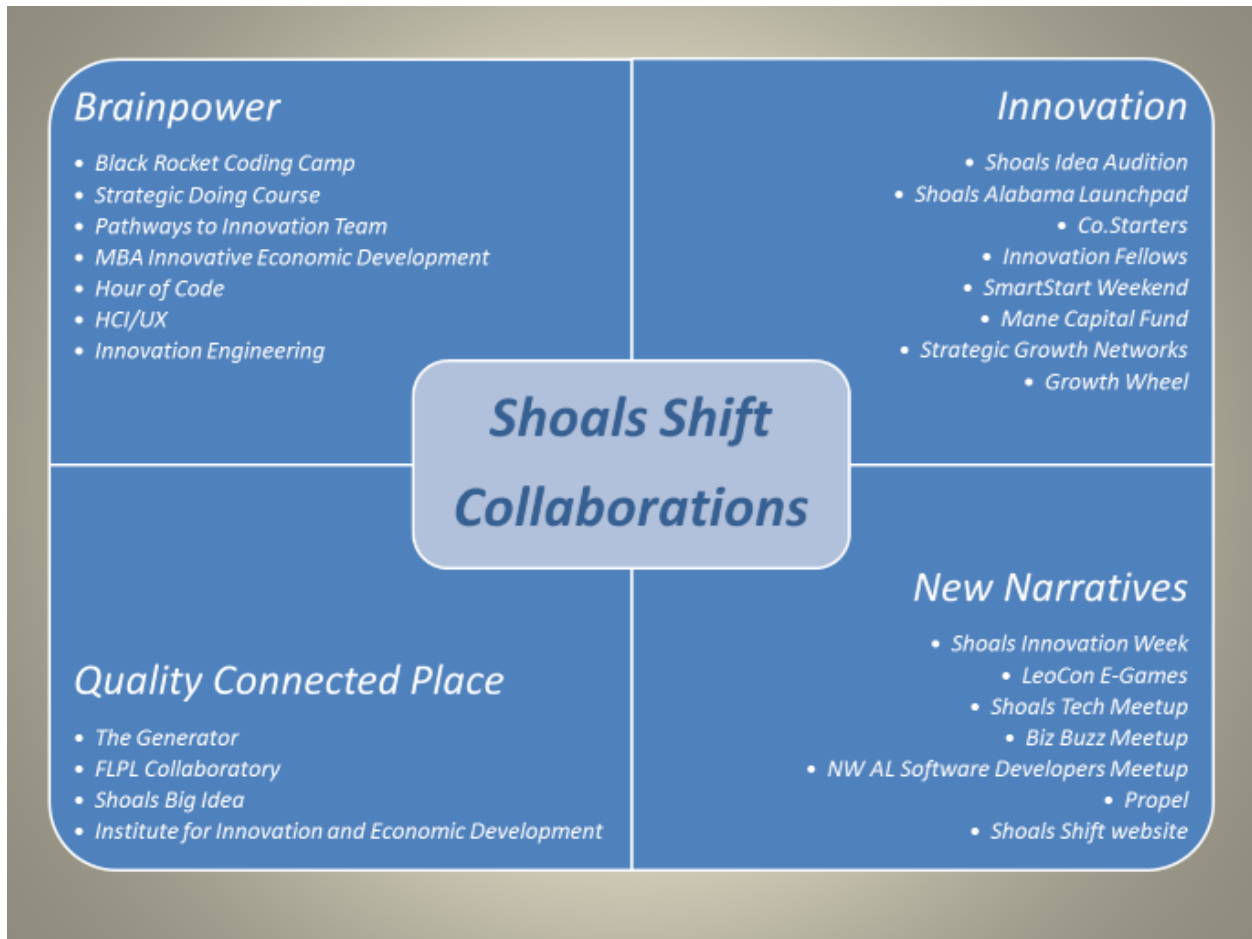 Brainpower
• Black Rocket Coding Camp
• Strategic Doing Course
• Pathways to Innovation Team
• MBA Innovative Economic Development
• Hour of Code
• HCI/UX
• Innovation Engineering
Innovation
• Shoals Idea Audition
• Shoals Alabama Launchpad
• Co.Starters
• Innovation Fellows
• SmartStart Weekend
• Mane Capital Fund
• Strategic Growth Networks
• Growth Wheel
Shoals Shift
Collaborations
Quality Connected Place
• The Generator
• FLPL Collaboratory
• Shoals Big Idea
• Institute for Innovation and Economic Development
New Narratives
• Shoals Innovation Week
• LeoCon E-Games
• Shoals Tech Meetup
• Biz Buzz Meetup
• NW AL Software Developers Meetup
• Propel
• Shoals Shift website